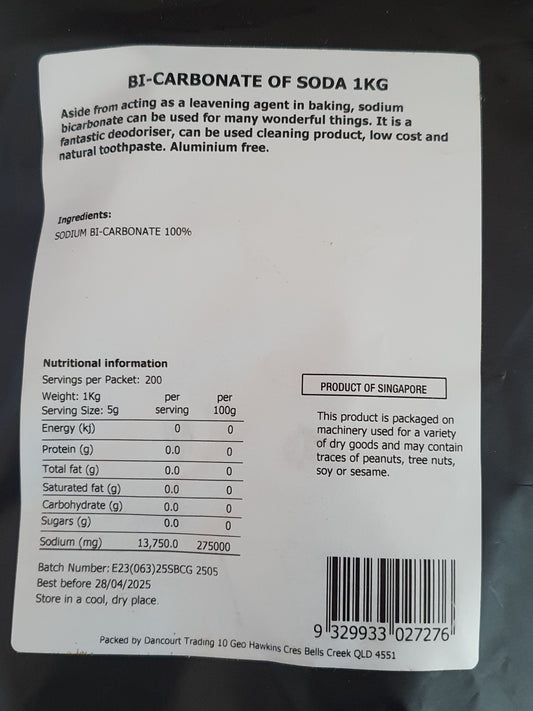 BI-CARBONATE OF SODA 1KG
Aside from acting as a leavening agent in baking, sodium
bicarbonate can be used for many wonderful things. It is a
fantastic deodoriser, can be used cleaning product, low cost and
natural toothpaste. Aluminium free.
Ingredients:
SODIUM BI-CARBONATE 100%
Nutritional information
Servings per Packet: 200
Weight: 1Kg per per
Serving Size: 5g serving 100g
Energy (kj) 0 0
Protein (g) 0.0 0
Total fat (g) 0.0 0
Saturated fat (g) 0.0 0
Carbohydrate (g) 0.0 0
Sugars (g) 0.0 0
Sodium (mg) 13,750.0 275000
Batch Number: E23(063)25SBCG 2505
Best before 28/04/2025
Store in a cool, dry place.
PRODUCT OF SINGAPORE
This product is packaged on
machinery used for a variety
of dry goods and may contain
traces of peanuts, tree nuts,
soy or sesame.
9 329933 027276
Packed by Dancourt Trading 10 Geo Hawkins Cres Bells Creek QLD 4551